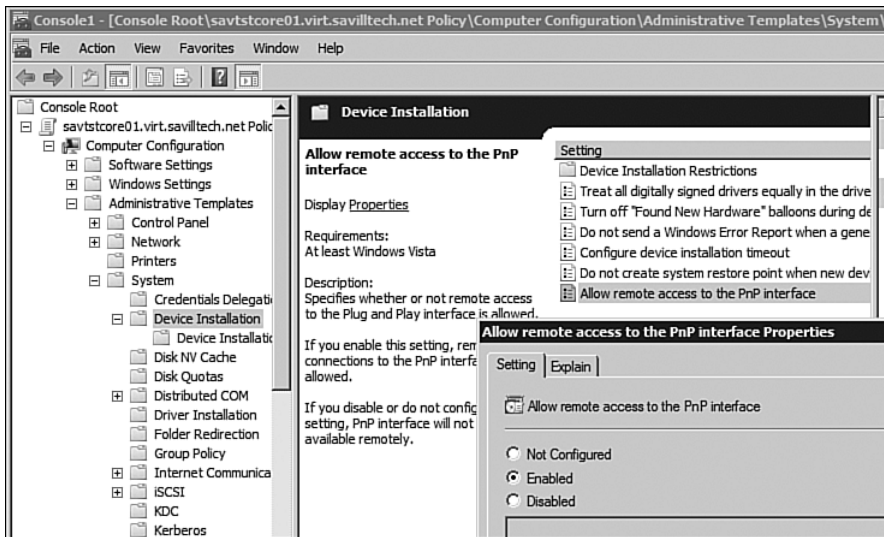 Console1 - [Console Root\savtstcore01.virt.savilltech.net Policy\Computer Configuration\Administrative Templates\System\
File Action View Favorites Window Help
Console Root
savtstcore01.virt.savilltech.net Polic
Computer Configuration
Software Settings
Windows Settings
Administrative Templates
Control Panel
Network
Printers
System
Credentials Delegati
Device Installation
Device Installatic
Disk NV Cache
Disk Quotas
Distributed COM
Driver Installation
Folder Redirection
Group Policy
Internet Communica
iSCSI
KDC
Kerberos
Device Installation
Allow remote access to the PnP
interface
Display Properties
Requirements:
At least Windows Vista
Description:
Specifies whether or not remote access
to the Plug and Play interface is allowed.
If you enable this setting, rem
connections to the PnP interfa
allowed.
If you disable or do not config
setting, PnP interface will not
available remotely.
Setting
Device Installation Restrictions
Treat all digitally signed drivers equally in the drive
Turn off "Found New Hardware" balloons during de
Do not send a Windows Error Report when a gene
Configure device installation timeout
Do not create system restore point when new dev
Allow remote access to the PnP interface
Allow remote access to the PnP interface Properties
Setting Explain
Allow remote access to the PnP interface
Not Configured
Enabled
Disabled